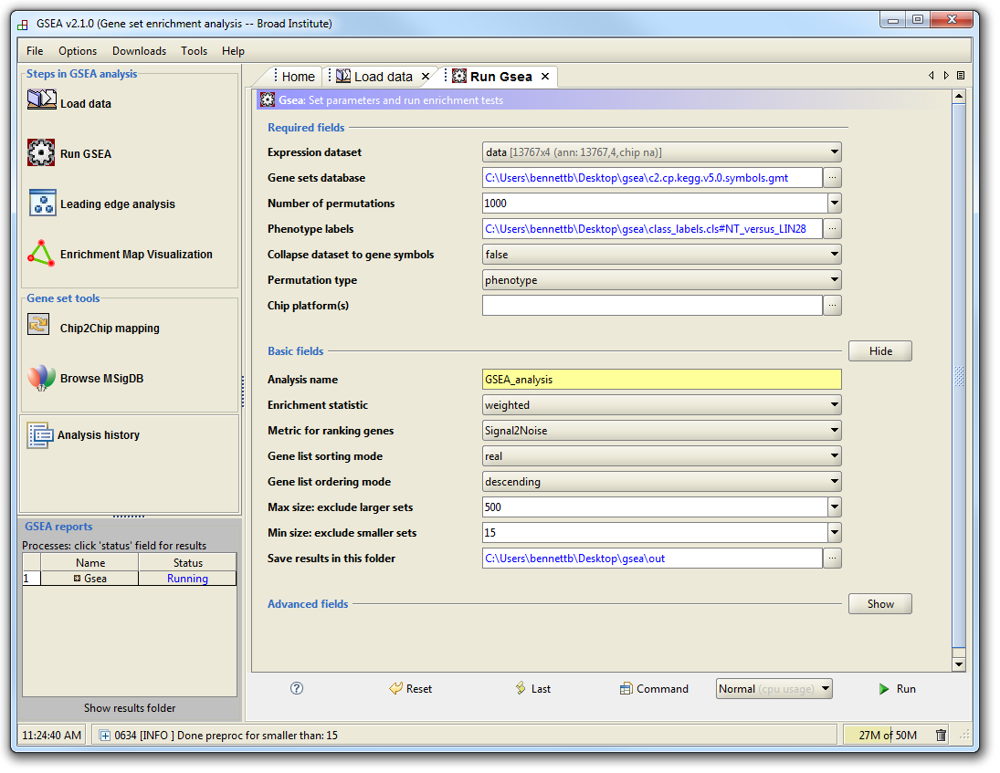 GSEA v2.1.0 (Gene set enrichment analysis -- Broad Institute)
File Options Downloads Tools Help
Steps in GSEA analysis
Load data
Run GSEA
Leading edge analysis
Enrichment Map Visualization
Gene set tools
Chip2Chip mapping
Browse MSigDB
Analysis history
GSEA reports
Processes: click 'status' field for results
Name Status
1 Gsea Running
Show results folder
Home Load data Run Gsea
Gsea: Set parameters and run enrichment tests
Required fields
Expression dataset data [13767x4 (ann: 13767,4,chip na)]
Gene sets database C:\Users\bennettb\Desktop\gsea\c2.cp.kegg.v5.0.symbols.gmt ...
Number of permutations 1000
Phenotype labels C:\Users\bennettb\Desktop\gsea\class_labels.cls#NT_versus_LIN28 ...
Collapse dataset to gene symbols false
Permutation type phenotype
Chip platform(s) ...
Basic fields Hide
Analysis name GSEA_analysis
Enrichment statistic weighted
Metric for ranking genes Signal2Noise
Gene list sorting mode real
Gene list ordering mode descending
Max size: exclude larger sets 500
Min size: exclude smaller sets 15
Save results in this folder C:\Users\bennettb\Desktop\gsea\out ...
Advanced fields Show
? Reset Last Command Normal (cpu usage) Run
11:24:40 AM 0634 [INFO ] Done preproc for smaller than: 15 27M of 50M